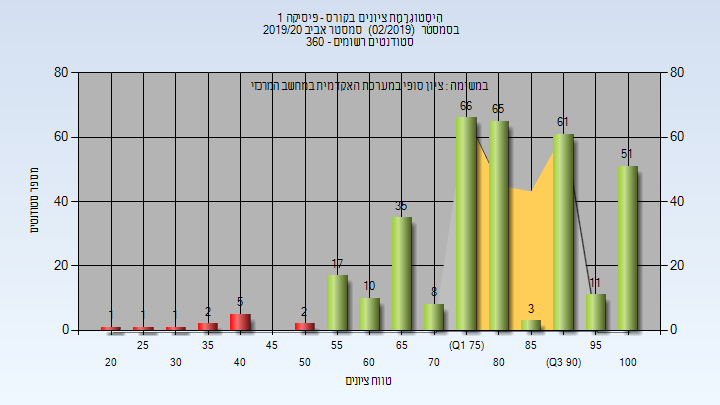 היסטוגרמת ציונים בקורס - פיסיקה 1
בסמסטר (02/2019) סמסטר אביב 2019/20
סטודנטים רשומים - 360
במשימה : ציון סופי במערכת האקדמית במחשב המרכזי
מספר סטודנטים
80 80
60 60
40 40
20 20
0 0
1 1 1 2 5 2 17 10 35 8 66 65 3 61 11 51
25 35 45 55 65 (Q1 75) 85 95
20 30 40 50 60 70 80 (Q3 90) 100
טווח ציונים